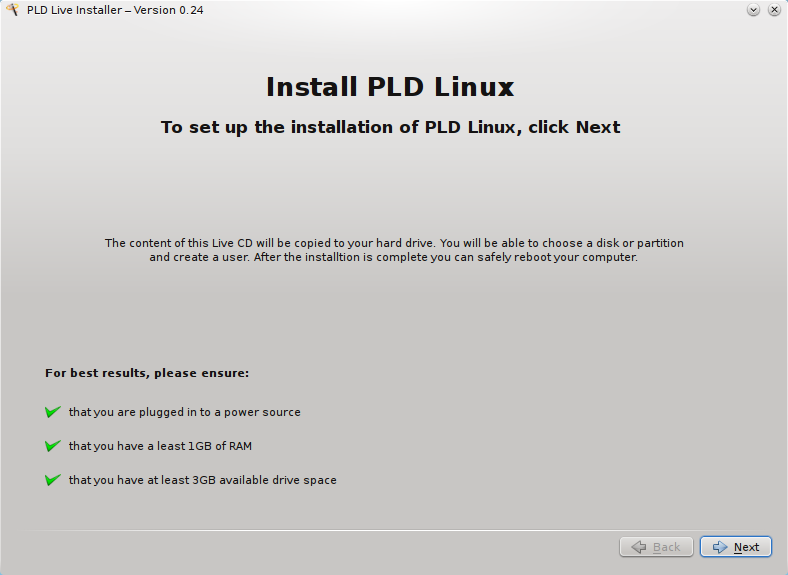 PLD Live Installer – Version 0.24
Install PLD Linux
To set up the installation of PLD Linux, click Next
The content of this Live CD will be copied to your hard drive. You will be able to choose a disk or partition
and create a user. After the installtion is complete you can safely reboot your computer.
For best results, please ensure:
that you are plugged in to a power source
that you have a least 1GB of RAM
that you have at least 3GB available drive space
Back
Next